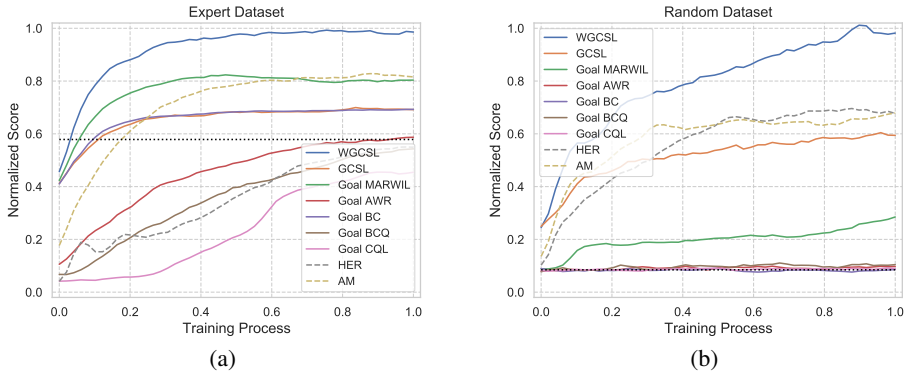 Expert Dataset
Normalized Score
1.0
0.8
0.6
0.4
0.2
0.0
WGCSL
GCSL
Goal MARWIL
Goal AWR
Goal BC
Goal BCQ
Goal CQL
HER
AM
0.0 0.2 0.4 0.6 0.8 1.0
Training Process
(a)
Random Dataset
Normalized Score
1.0
0.8
0.6
0.4
0.2
0.0
WGCSL
GCSL
Goal MARWIL
Goal AWR
Goal BC
Goal BCQ
Goal CQL
HER
AM
0.0 0.2 0.4 0.6 0.8 1.0
Training Process
(b)